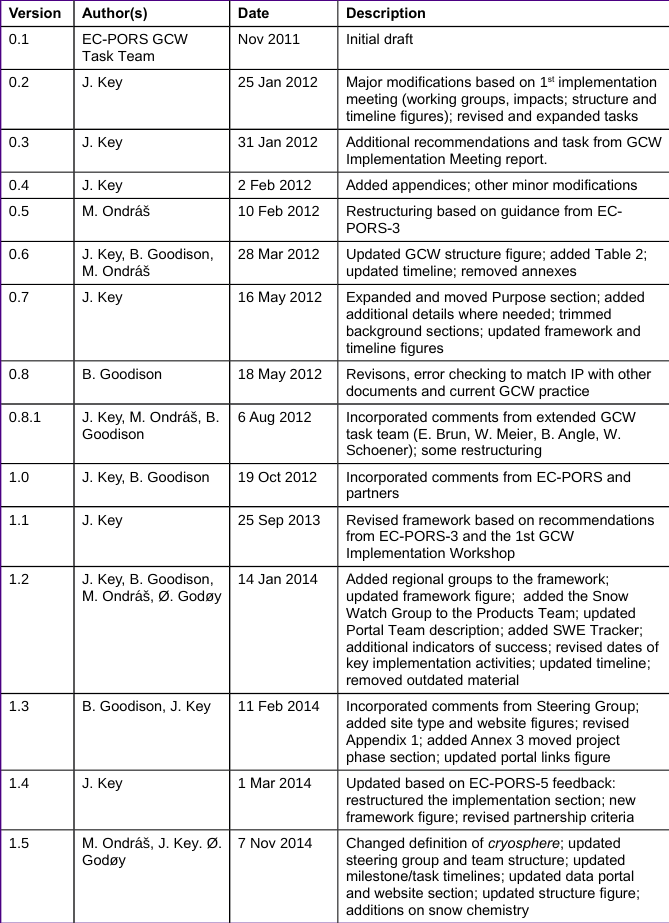 Version Author(s) Date Description
0.1 EC-PORS GCW Nov 2011 Initial draft
Task Team
0.2 J. Key 25 Jan 2012 Major modifications based on 1st implementation
meeting (working groups, impacts; structure and
timeline figures); revised and expanded tasks
0.3 J. Key 31 Jan 2012 Additional recommendations and task from GCW
Implementation Meeting report.
0.4 J. Key 2 Feb 2012 Added appendices; other minor modifications
0.5 M. Ondráš 10 Feb 2012 Restructuring based on guidance from EC-
PORS-3
0.6 J. Key, B. Goodison, 28 Mar 2012 Updated GCW structure figure; added Table 2;
M. Ondráš updated timeline; removed annexes
0.7 J. Key 16 May 2012 Expanded and moved Purpose section; added
additional details where needed; trimmed
background sections; updated framework and
timeline figures
0.8 B. Goodison 18 May 2012 Revisons, error checking to match IP with other
documents and current GCW practice
0.8.1 J. Key, M. Ondráš, B. 6 Aug 2012 Incorporated comments from extended GCW
Goodison task team (E. Brun, W. Meier, B. Angle, W.
Schoener); some restructuring
1.0 J. Key, B. Goodison 19 Oct 2012 Incorporated comments from EC-PORS and
partners
1.1 J. Key 25 Sep 2013 Revised framework based on recommendations
from EC-PORS-3 and the 1st GCW
Implementation Workshop
1.2 J. Key, B. Goodison, 14 Jan 2014 Added regional groups to the framework;
M. Ondráš, Ø. Godøy updated framework figure; added the Snow
Watch Group to the Products Team; updated
Portal Team description; added SWE Tracker;
additional indicators of success; revised dates of
key implementation activities; updated timeline;
removed outdated material
1.3 B. Goodison, J. Key 11 Feb 2014 Incorporated comments from Steering Group;
added site type and website figures; revised
Appendix 1; added Annex 3 moved project
phase section; updated portal links figure
1.4 J. Key 1 Mar 2014 Updated based on EC-PORS-5 feedback:
restructured the implementation section; new
framework figure; revised partnership criteria
1.5 M. Ondráš, J. Key. Ø. 7 Nov 2014 Changed definition of cryosphere; updated
Godøy steering group and team structure; updated
milestone/task timelines; updated data portal
and website section; updated structure figure;
additions on snow chemistry